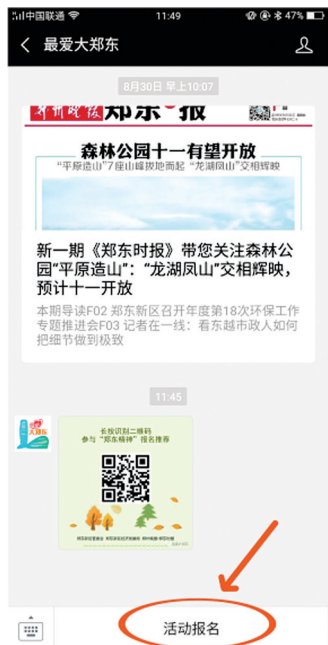 中国联通
11:49
47%
最爱大郑东
8月30日 早上10:07
郑州晚报 郑东 报
森林公园十一有望开放
“平原造山”7座山峰拔地而起 “龙湖凤山”交相辉映
新一期《郑东时报》带您关注森林公
园“平原造山”：“龙湖凤山”交相辉映，
预计十一开放
本期导读F02 郑东新区召开年度第18次环保工作
专题推进会F03 记者在一线：看东越市政人如何
把细节做到极致
11:45
长按识别二维码
参与“郑东精神”报名推荐
活动报名